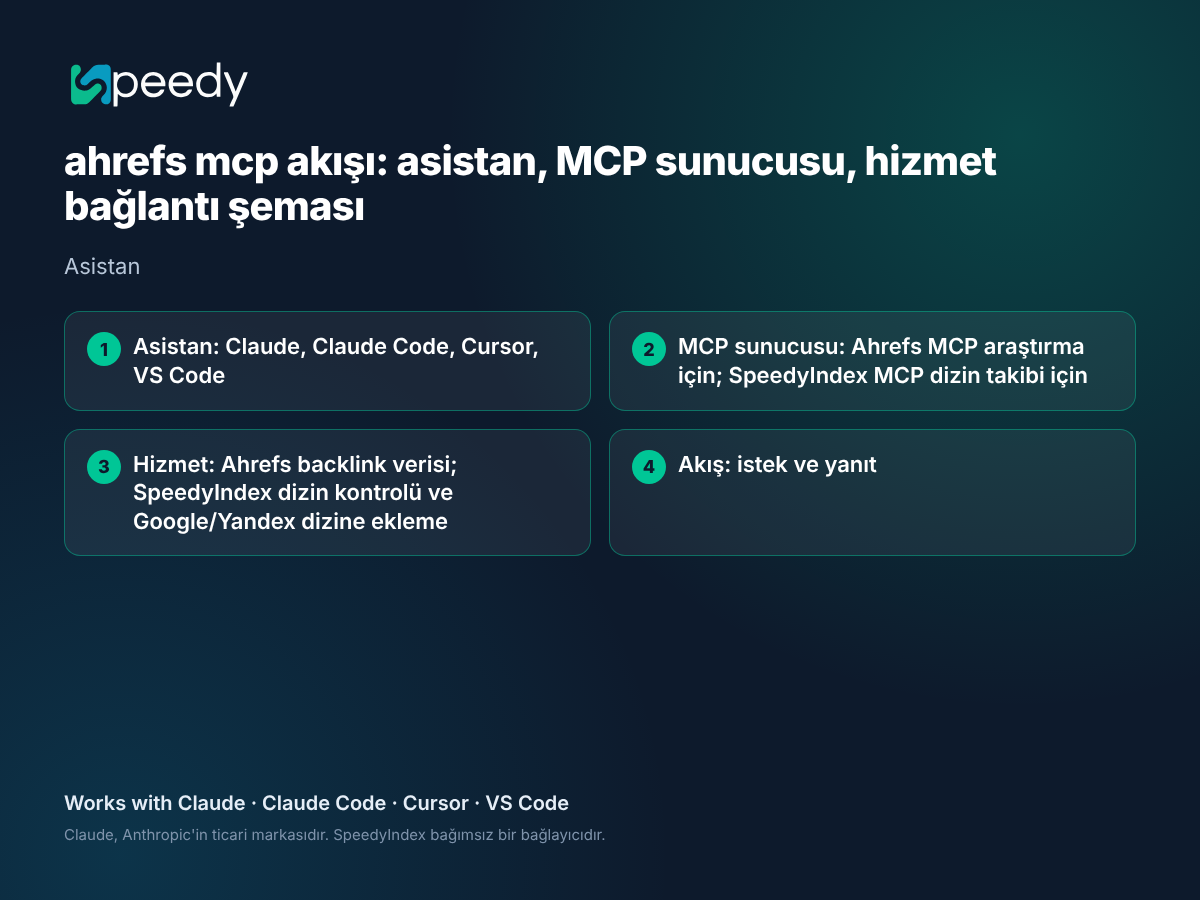 Speedy
ahrefs mcp akışı: asistan, MCP sunucusu, hizmet
bağlantı şeması
Asistan
1
Asistan: Claude, Claude Code, Cursor,
VS Code
2
MCP sunucusu: Ahrefs MCP araştırma
için; SpeedyIndex MCP dizin takibi için
3
Hizmet: Ahrefs backlink verisi;
SpeedyIndex dizin kontrolü ve
Google/Yandex dizine ekleme
4
Akış: istek ve yanıt
Works with Claude · Claude Code · Cursor · VS Code
Claude, Anthropic'in ticari markasıdır. SpeedyIndex bağımsız bir bağlayıcıdır.